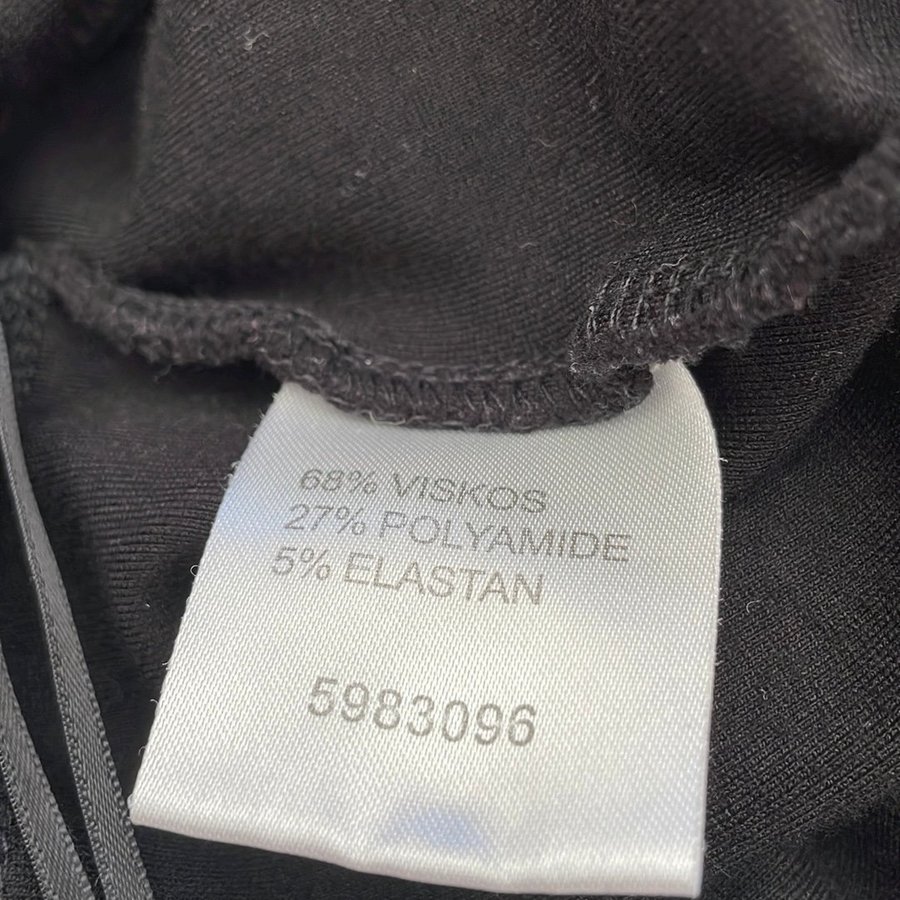 68% VISKOS
27% POLYAMIDE
5% ELASTAN
5983096